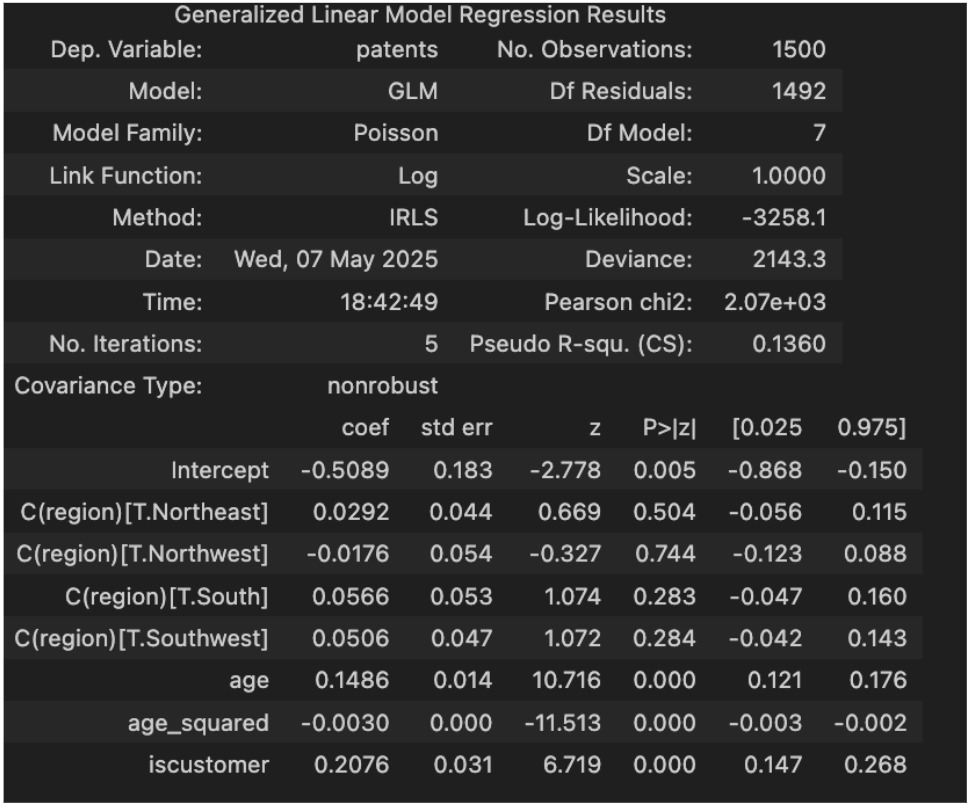 Generalized Linear Model Regression Results
Dep. Variable: patents No. Observations: 1500
Model: GLM Df Residuals: 1492
Model Family: Poisson Df Model: 7
Link Function: Log Scale: 1.0000
Method: IRLS Log-Likelihood: -3258.1
Date: Wed, 07 May 2025 Deviance: 2143.3
Time: 18:42:49 Pearson chi2: 2.07e+03
No. Iterations: 5 Pseudo R-squ. (CS): 0.1360
Covariance Type: nonrobust
coef std err z P>|z| [0.025 0.975]
Intercept -0.5089 0.183 -2.778 0.005 -0.868 -0.150
C(region)[T.Northeast] 0.0292 0.044 0.669 0.504 -0.056 0.115
C(region)[T.Northwest] -0.0176 0.054 -0.327 0.744 -0.123 0.088
C(region)[T.South] 0.0566 0.053 1.074 0.283 -0.047 0.160
C(region)[T.Southwest] 0.0506 0.047 1.072 0.284 -0.042 0.143
age 0.1486 0.014 10.716 0.000 0.121 0.176
age_squared -0.0030 0.000 -11.513 0.000 -0.003 -0.002
iscustomer 0.2076 0.031 6.719 0.000 0.147 0.268